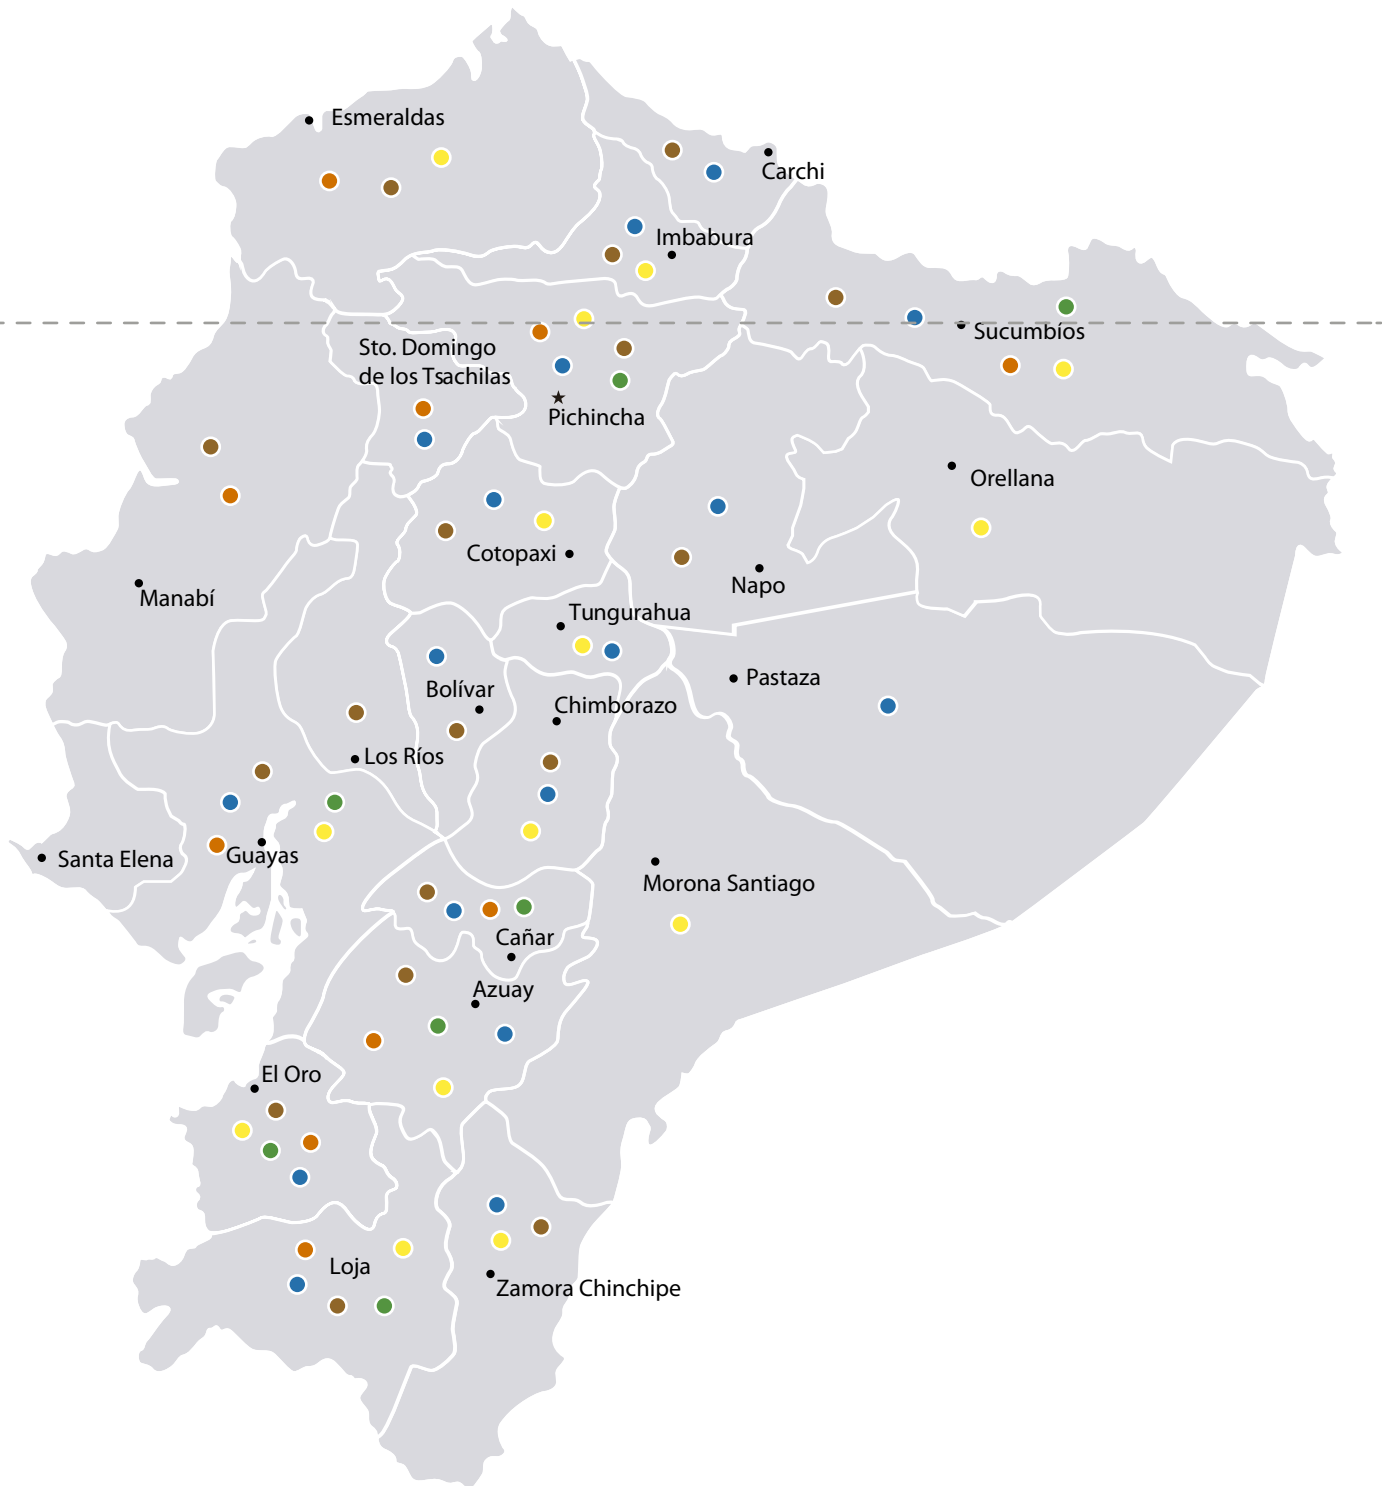 Esmeraldas
Carchi
Imbabura
Sucumbíos
Sto. Domingo
de los Tsachilas
Pichincha
Orellana
Cotopaxi
Napo
Manabí
Tungurahua
Pastaza
Bolívar
Chimborazo
Los Ríos
Guayas
Santa Elena
Morona Santiago
Cañar
Azuay
El Oro
Loja
Zamora Chinchipe